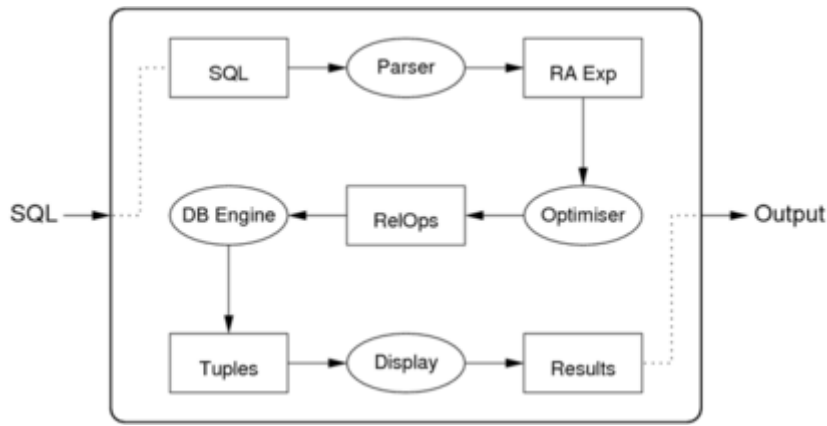 SQL
Parser
RA Exp
SQL
DB Engine
RelOps
Optimiser
Output
Tuples
Display
Results